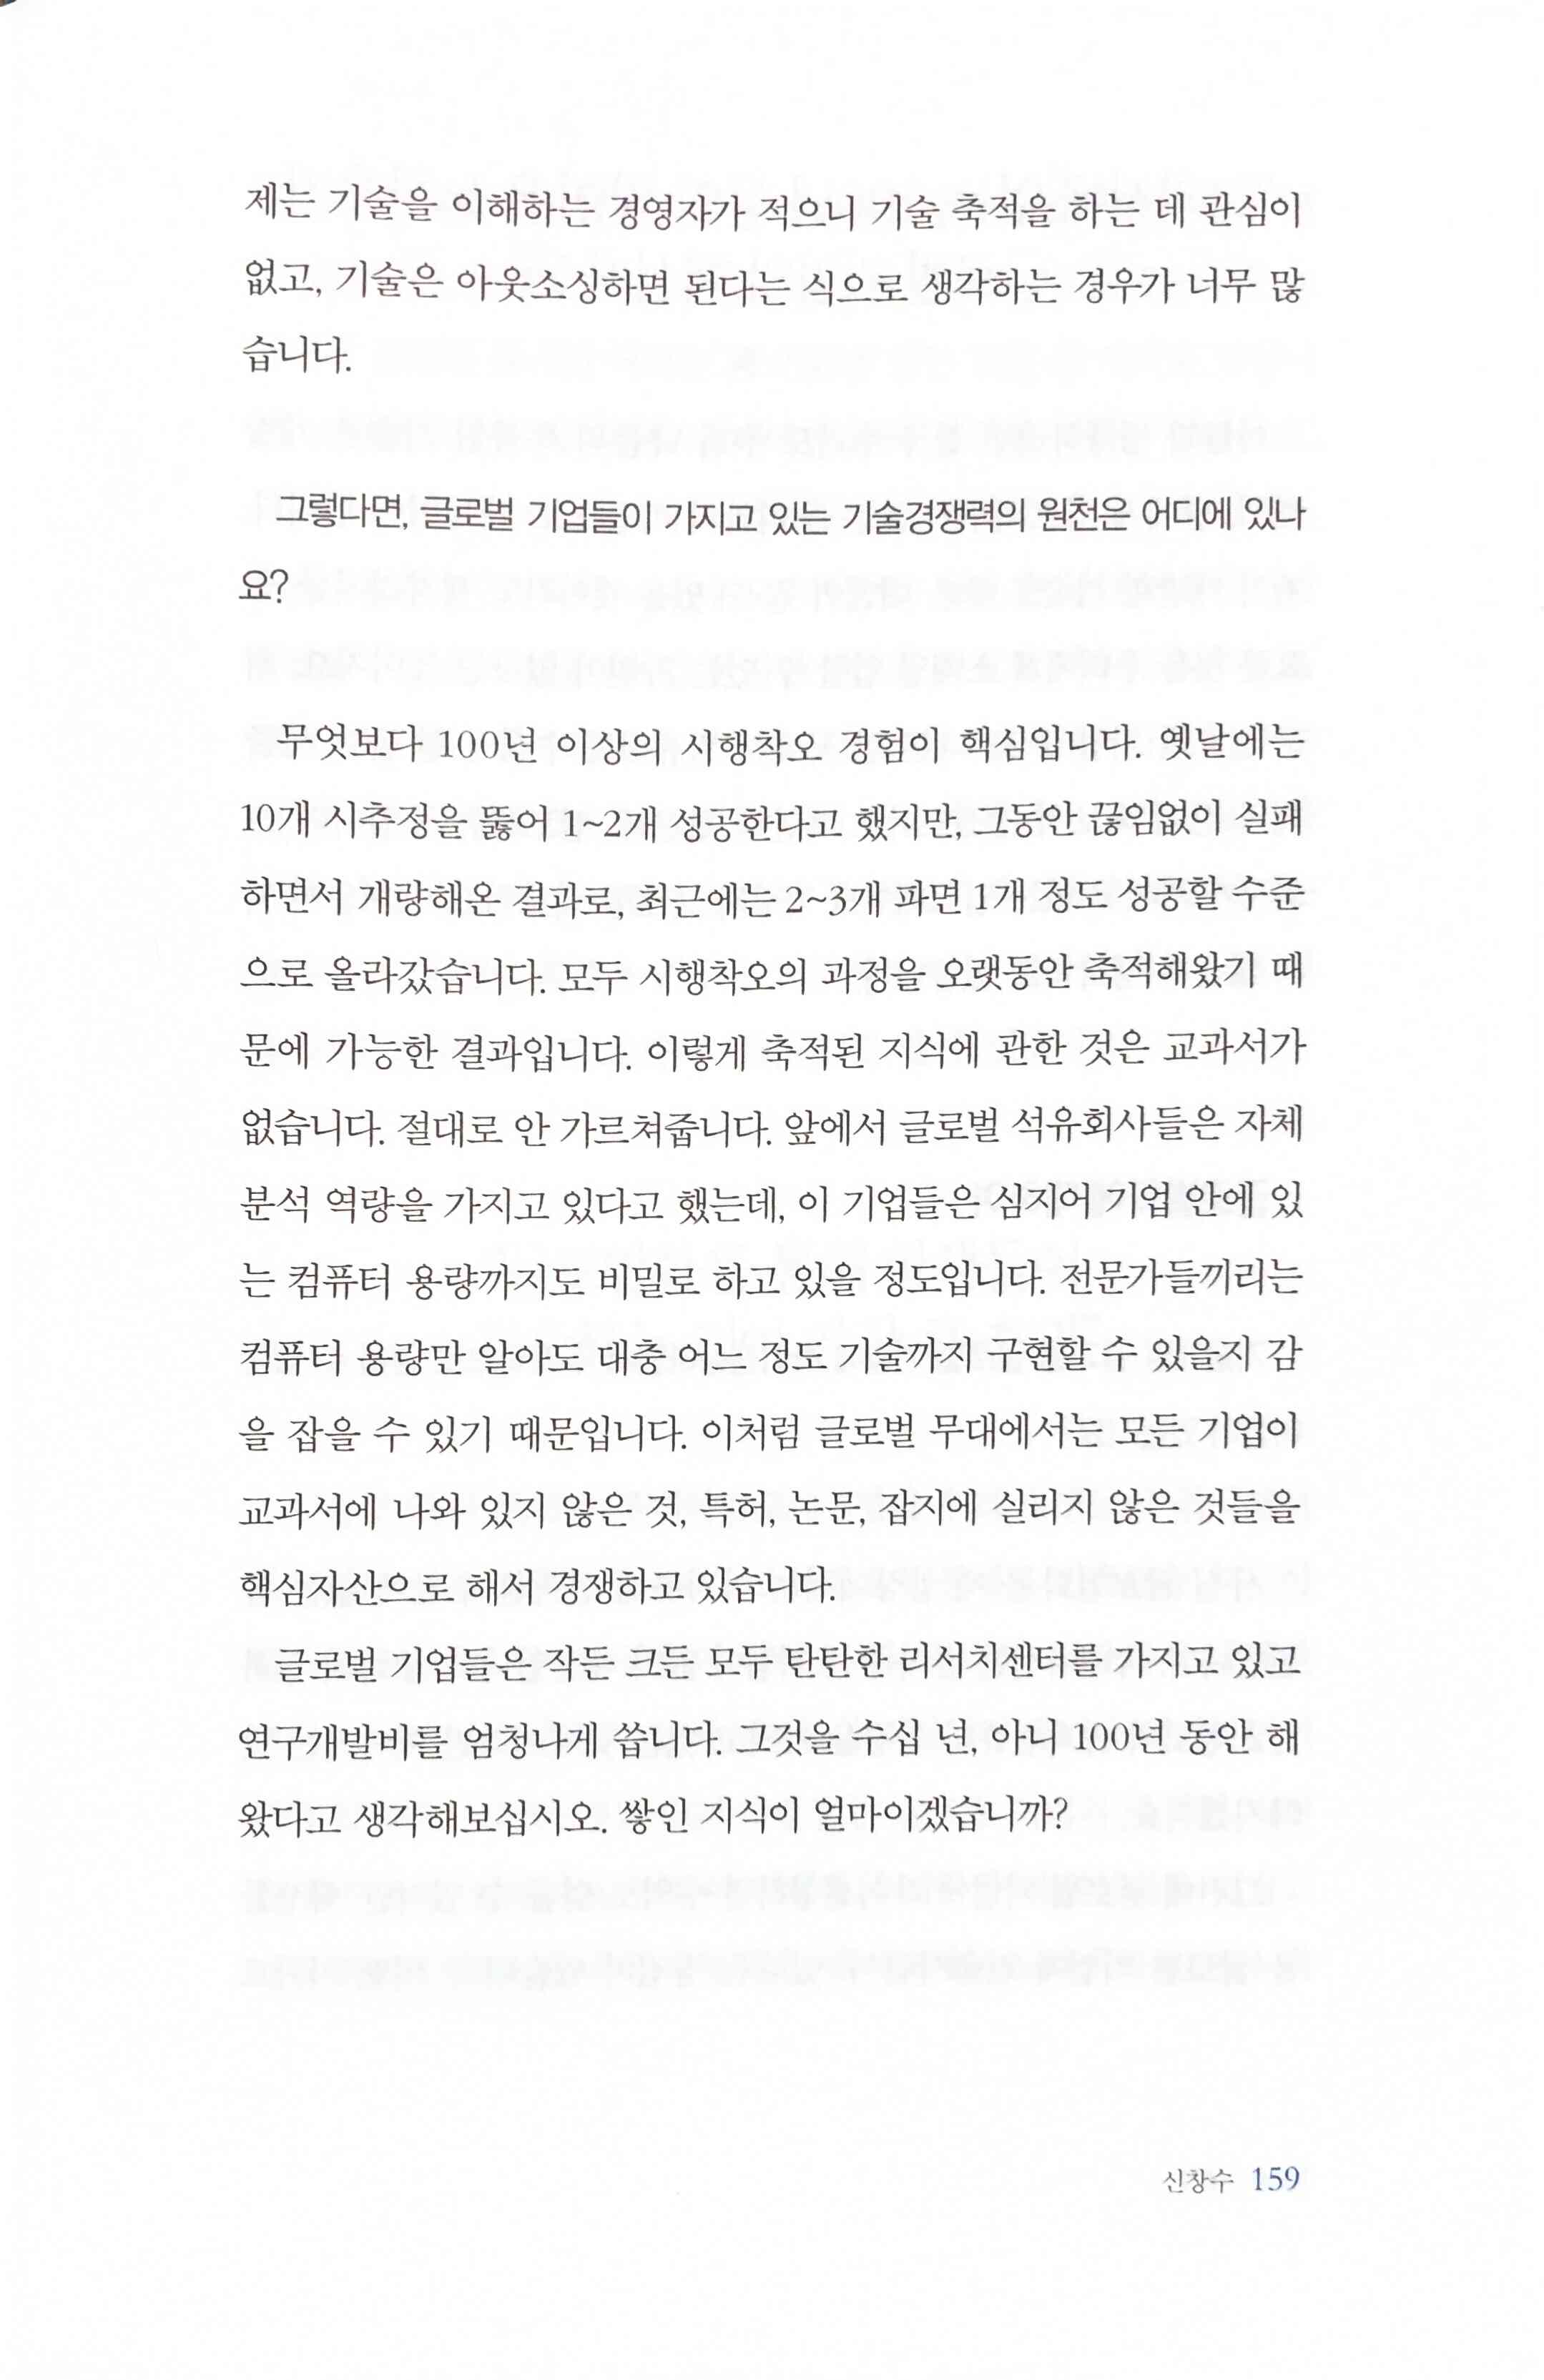 제는 기술을 이해하는 경영자가 적으니 기술 축적을 하는 데 관심이
없고, 기술은 아웃소싱하면 된다는 식으로 생각하는 경우가 너무 많
습니다.
그렇다면, 글로벌 기업들이 가지고 있는 기술경쟁력의 원천은 어디에 있나
요?
무엇보다 100년 이상의 시행착오 경험이 핵심입니다. 옛날에는
10개 시추정을 뚫어 1~2개 성공한다고 했지만, 그동안 끊임없이 실패
하면서 개량해온 결과로, 최근에는 2~3개 파면 1개 정도 성공할 수준
으로 올라갔습니다. 모두 시행착오의 과정을 오랫동안 축적해왔기 때
문에 가능한 결과입니다. 이렇게 축적된 지식에 관한 것은 교과서가
없습니다. 절대로 안 가르쳐줍니다. 앞에서 글로벌 석유회사들은 자체
분석 역량을 가지고 있다고 했는데, 이 기업들은 심지어 기업 안에 있
는 컴퓨터 용량까지도 비밀로 하고 있을 정도입니다. 전문가들끼리는
컴퓨터 용량만 알아도 대충 어느 정도 기술까지 구현할 수 있을지 감
을 잡을 수 있기 때문입니다. 이처럼 글로벌 무대에서는 모든 기업이
교과서에 나와 있지 않은 것, 특허, 논문, 잡지에 실리지 않은 것들을
핵심자산으로 해서 경쟁하고 있습니다.
글로벌 기업들은 작든 크든 모두 탄탄한 리서치센터를 가지고 있고
연구개발비를 엄청나게 씁니다. 그것을 수십 년, 아니 100년 동안 해
왔다고 생각해보십시오. 쌓인 지식이 얼마이겠습니까?
신창수 159